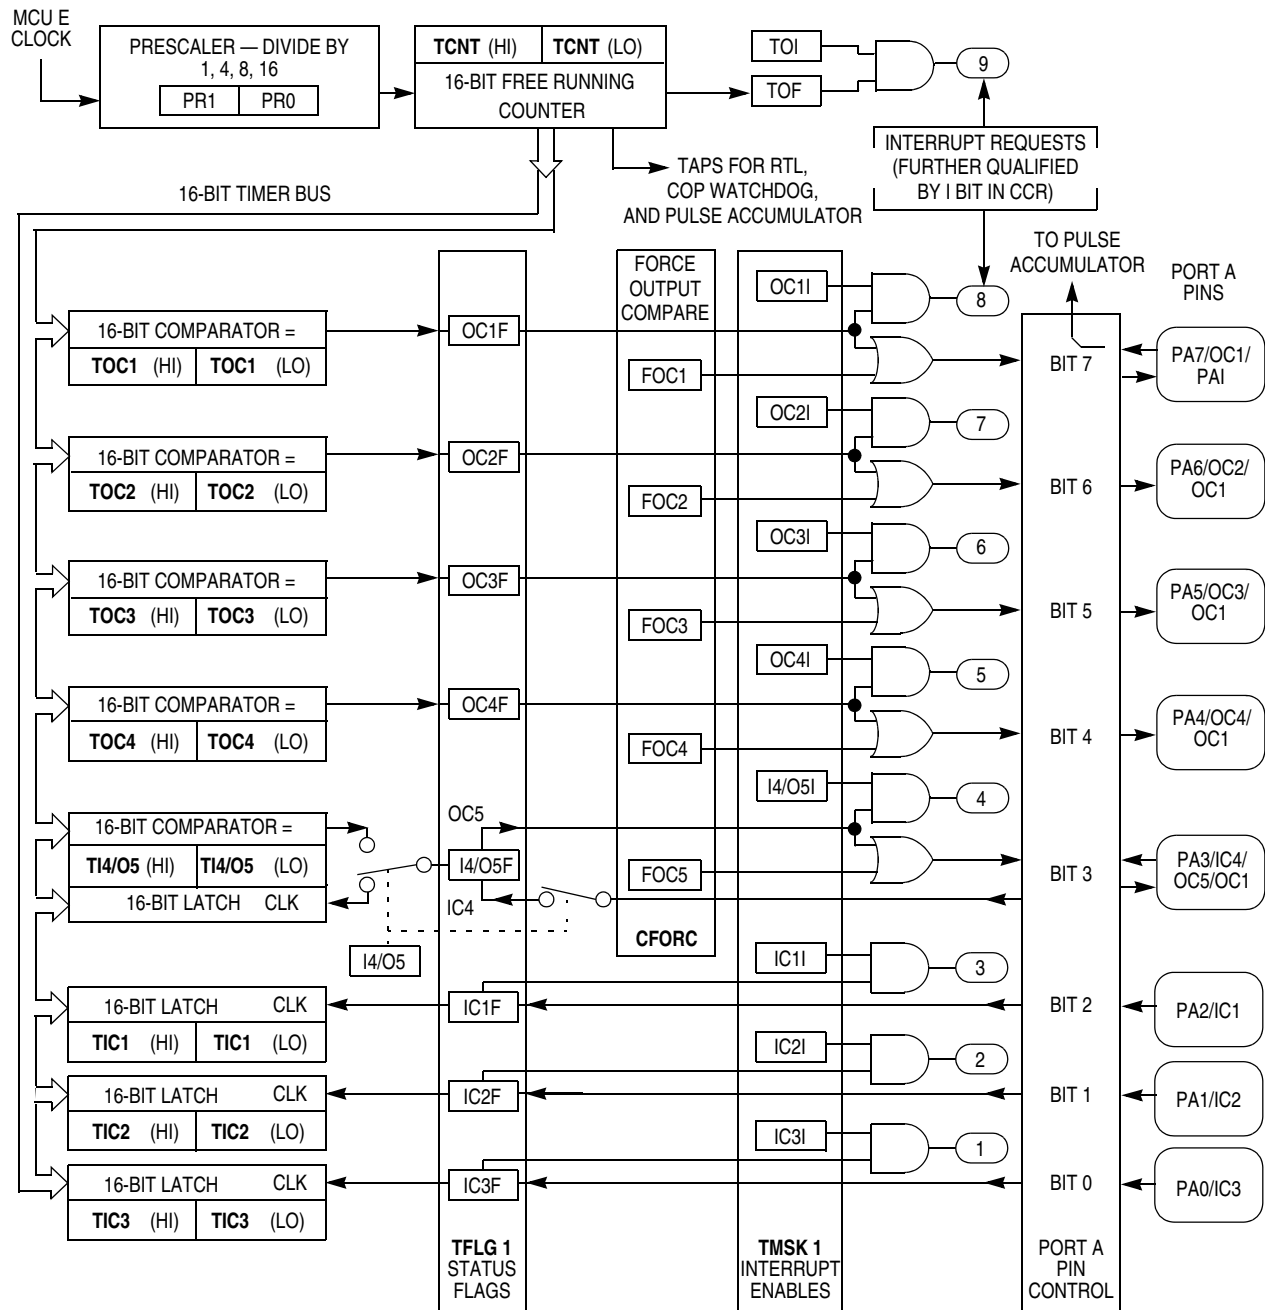 MCU E
CLOCK
PRESCALER — DIVIDE BY
1, 4, 8, 16
PR1 PR0
TCNT (HI) TCNT (LO)
16-BIT FREE RUNNING
COUNTER
TOI
TOF
9
INTERRUPT REQUESTS
(FURTHER QUALIFIED
BY I BIT IN CCR)
TAPS FOR RTL,
COP WATCHDOG,
AND PULSE ACCUMULATOR
16-BIT TIMER BUS
TO PULSE
ACCUMULATOR
PORT A
PINS
FORCE
OUTPUT
COMPARE
OC1I
8
16-BIT COMPARATOR =
TOC1 (HI) TOC1 (LO)
OC1F
FOC1
BIT 7
PA7/OC1/
PAI
OC2I
7
16-BIT COMPARATOR =
TOC2 (HI) TOC2 (LO)
OC2F
FOC2
BIT 6
PA6/OC2/
OC1
OC3I
6
16-BIT COMPARATOR =
TOC3 (HI) TOC3 (LO)
OC3F
FOC3
BIT 5
PA5/OC3/
OC1
OC4I
5
16-BIT COMPARATOR =
TOC4 (HI) TOC4 (LO)
OC4F
FOC4
BIT 4
PA4/OC4/
OC1
I4/O5I
4
16-BIT COMPARATOR =
TI4/O5 (HI) TI4/O5 (LO)
16-BIT LATCH CLK
OC5
I4/O5F
IC4
FOC5
BIT 3
PA3/IC4/
OC5/OC1
CFORC
I4/O5
IC1I
3
16-BIT LATCH CLK
TIC1 (HI) TIC1 (LO)
IC1F
BIT 2
PA2/IC1
IC2I
2
16-BIT LATCH CLK
TIC2 (HI) TIC2 (LO)
IC2F
BIT 1
PA1/IC2
IC3I
1
16-BIT LATCH CLK
TIC3 (HI) TIC3 (LO)
IC3F
BIT 0
PA0/IC3
TFLG 1
STATUS
FLAGS
TMSK 1
INTERRUPT
ENABLES
PORT A
PIN
CONTROL